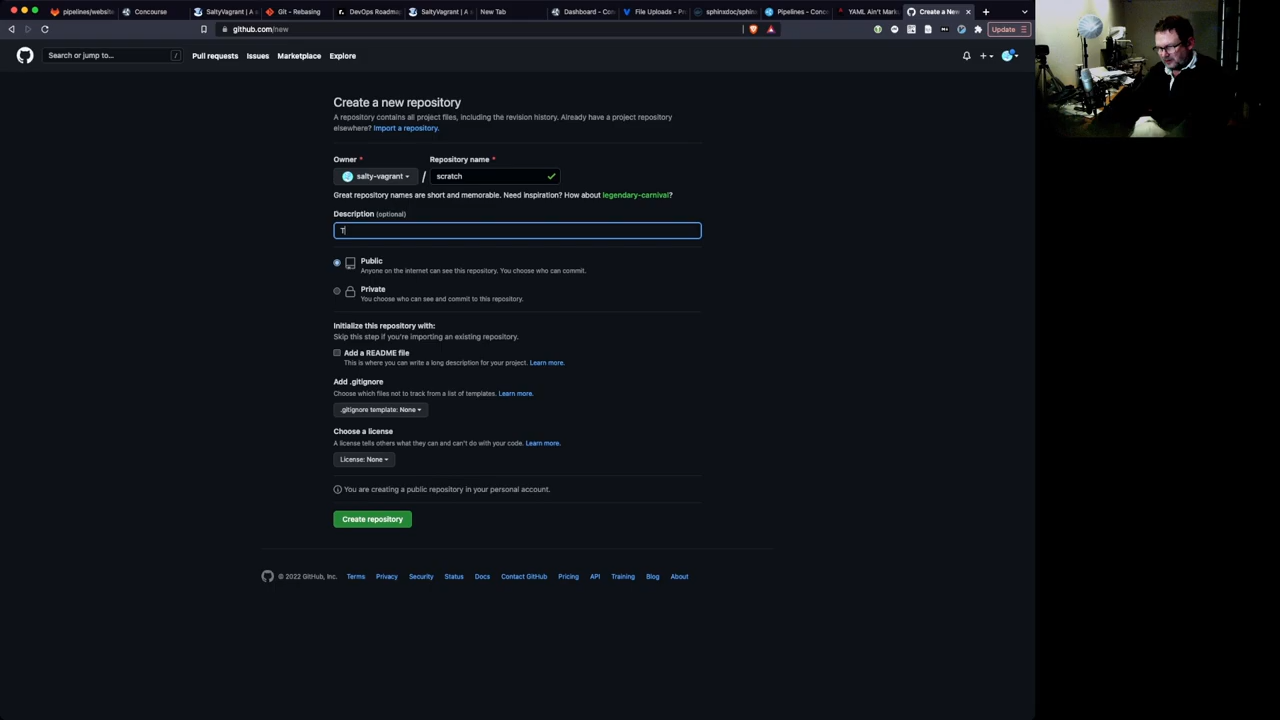 pipelines/website
Concourse
SaltyVagrant | A s
Git - Rebasing
DevOps Roadmap
SaltyVagrant | A s
New Tab
Dashboard - Con
File Uploads - Pr
sphinxdoc/sphin
Pipelines - Conc
YAML Ain't Mark
Create a New
github.com/new
Update
Search or jump to...
/
Pull requests
Issues
Marketplace
Explore
Create a new repository
A repository contains all project files, including the revision history. Already have a project repository
elsewhere? Import a repository.
Owner *
Repository name *
salty-vagrant
/
scratch
Great repository names are short and memorable. Need inspiration? How about legendary-carnival?
Description (optional)
T
Public
Anyone on the internet can see this repository. You choose who can commit.
Private
You choose who can see and commit to this repository.
Initialize this repository with:
Skip this step if you're importing an existing repository.
Add a README file
This is where you can write a long description for your project. Learn more.
Add .gitignore
Choose which files not to track from a list of templates. Learn more.
.gitignore template: None
Choose a license
A license tells others what they can and can't do with your code. Learn more.
License: None
You are creating a public repository in your personal account.
Create repository
© 2022 GitHub, Inc.
Terms
Privacy
Security
Status
Docs
Contact GitHub
Pricing
API
Training
Blog
About